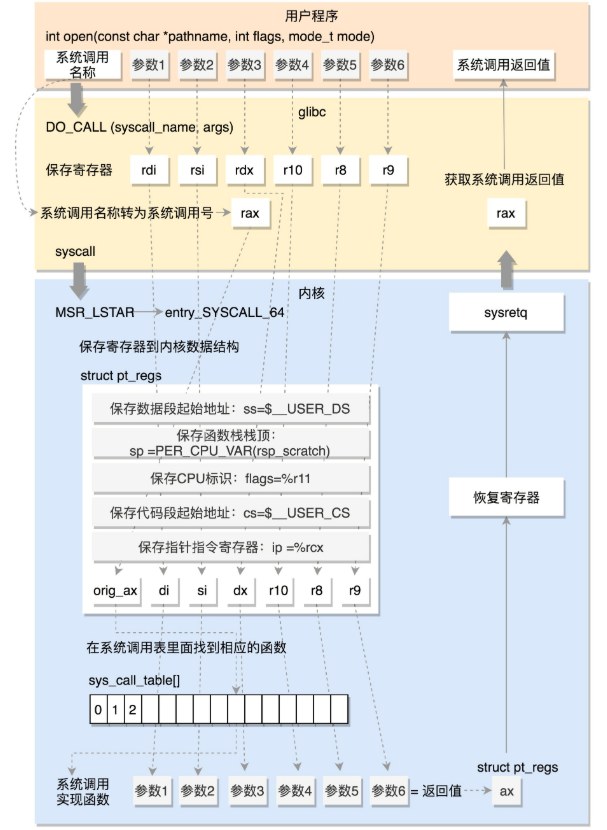 用户程序
int open(const char *pathname, int flags, mode_t mode)
系统调用
名称
参数1
参数2
参数3
参数4
参数5
参数6
系统调用返回值
glibc
DO_CALL (syscall_name, args)
保存寄存器
rdi
rsi
rdx
r10
r8
r9
获取系统调用返回值
系统调用名称转为系统调用号
rax
rax
syscall
内核
MSR_LSTAR
entry_SYSCALL_64
sysretq
保存寄存器到内核数据结构
struct pt_regs
保存数据段起始地址：ss=$__USER_DS
保存函数栈栈顶：
sp =PER_CPU_VAR(rsp_scratch)
保存CPU标识：flags=%r11
恢复寄存器
保存代码段起始地址：cs=$__USER_CS
保存指针指令寄存器：ip =%rcx
orig_ax
di
si
dx
r10
r8
r9
在系统调用表里面找到相应的函数
sys_call_table[]
0
1
2
struct pt_regs
系统调用
实现函数
参数1
参数2
参数3
参数4
参数5
参数6
= 返回值
ax